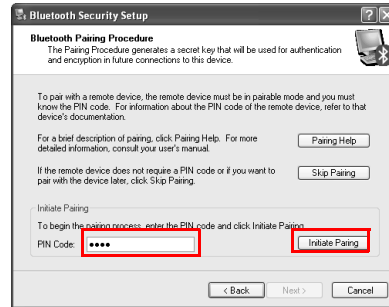 Bluetooth Security Setup
Bluetooth Pairing Procedure
The Pairing Procedure generates a secret key that will be used for authentication
and encryption in future connections to this device.
To pair with a remote device, the remote device must be in pairable mode and you must
know the PIN code. For information about the PIN code of the remote device, refer to that
device's documentation.
For a brief description of pairing, click Pairing Help. For more
detailed information, consult your user's manual.
Pairing Help
If the remote device does not require a PIN code or if you want to
pair with the device later, click Skip Pairing.
Skip Pairing
Initiate Pairing
To begin the pairing process, enter the PIN code and click Initiate Pairing.
PIN Code: ●●●●
Initiate Paring
< Back Next > Cancel